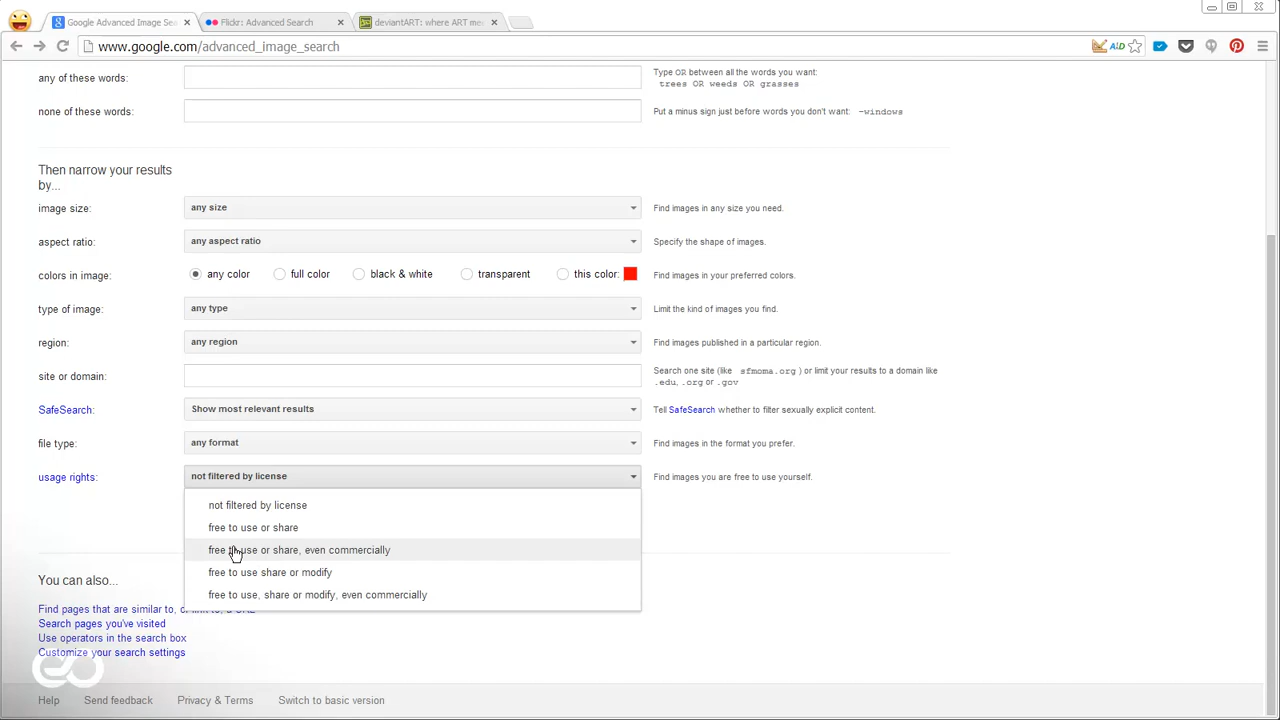 Google Advanced Image Sea
Flickr: Advanced Search
deviantART: where ART me
www.google.com/advanced_image_search
any of these words:
Type OR between all the words you want:
trees OR weeds OR grasses
none of these words:
Put a minus sign just before words you don't want: -windows
Then narrow your results
by...
image size:
any size
Find images in any size you need.
aspect ratio:
any aspect ratio
Specify the shape of images.
colors in image:
any color
full color
black & white
transparent
this color:
Find images in your preferred colors.
type of image:
any type
Limit the kind of images you find.
region:
any region
Find images published in a particular region.
site or domain:
Search one site (like sfmoma.org ) or limit your results to a domain like
.edu, .org or .gov
SafeSearch:
Show most relevant results
Tell SafeSearch whether to filter sexually explicit content.
file type:
any format
Find images in the format you prefer.
usage rights:
not filtered by license
Find images you are free to use yourself.
not filtered by license
free to use or share
free to use or share, even commercially
free to use share or modify
free to use, share or modify, even commercially
You can also...
Find pages that are similar to, or link to, a URL
Search pages you've visited
Use operators in the search box
Customize your search settings
Help
Send feedback
Privacy & Terms
Switch to basic version